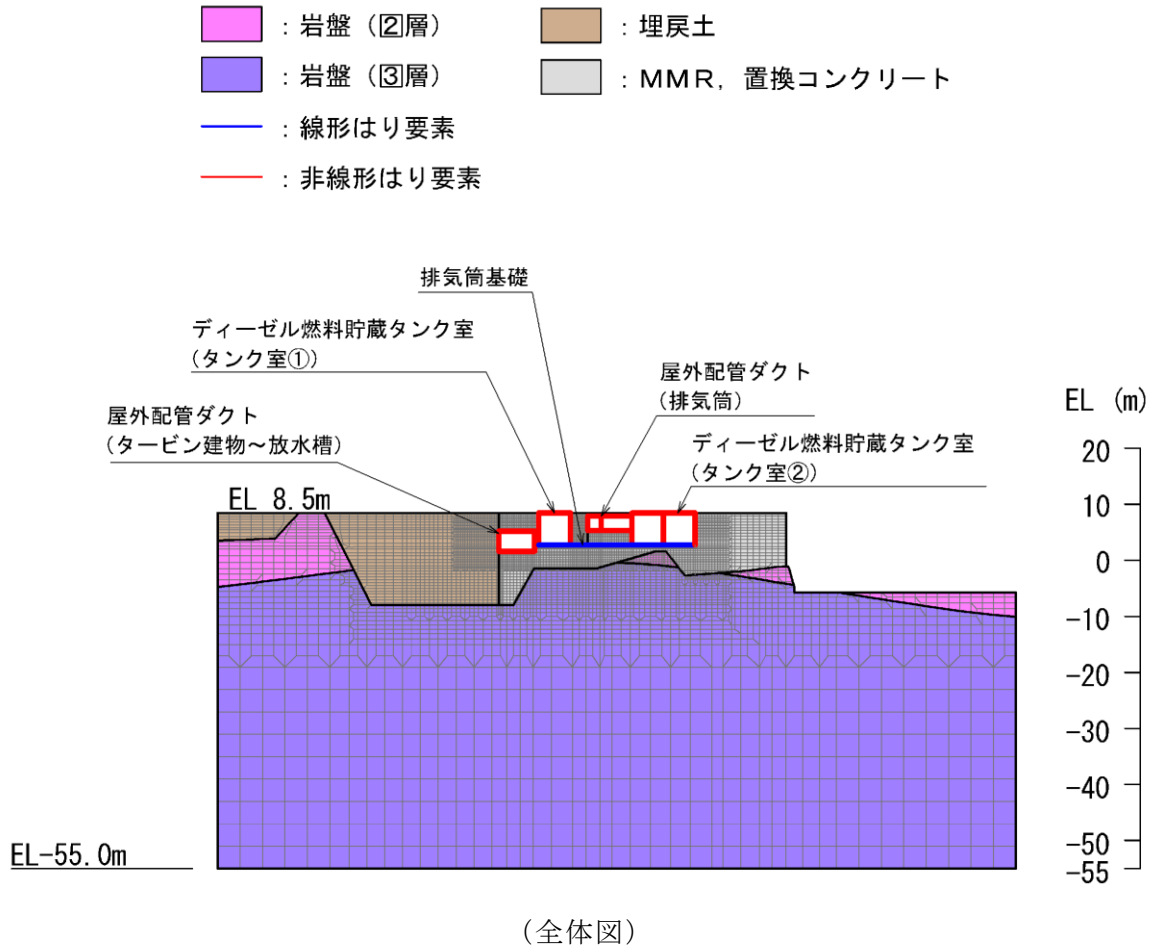 ：岩盤（②層）
：埋戻土
：岩盤（③層）
：ＭＭＲ，置換コンクリート
：線形はり要素
：非線形はり要素
排気筒基礎
ディーゼル燃料貯蔵タンク室
(タンク室①)
屋外配管ダクト
(排気筒)
屋外配管ダクト
(タービン建物～放水槽)
ディーゼル燃料貯蔵タンク室
(タンク室②)
EL (m)
EL 8.5m
20
10
0
-10
-20
-30
-40
-50
-55
EL-55.0m
(全体図)